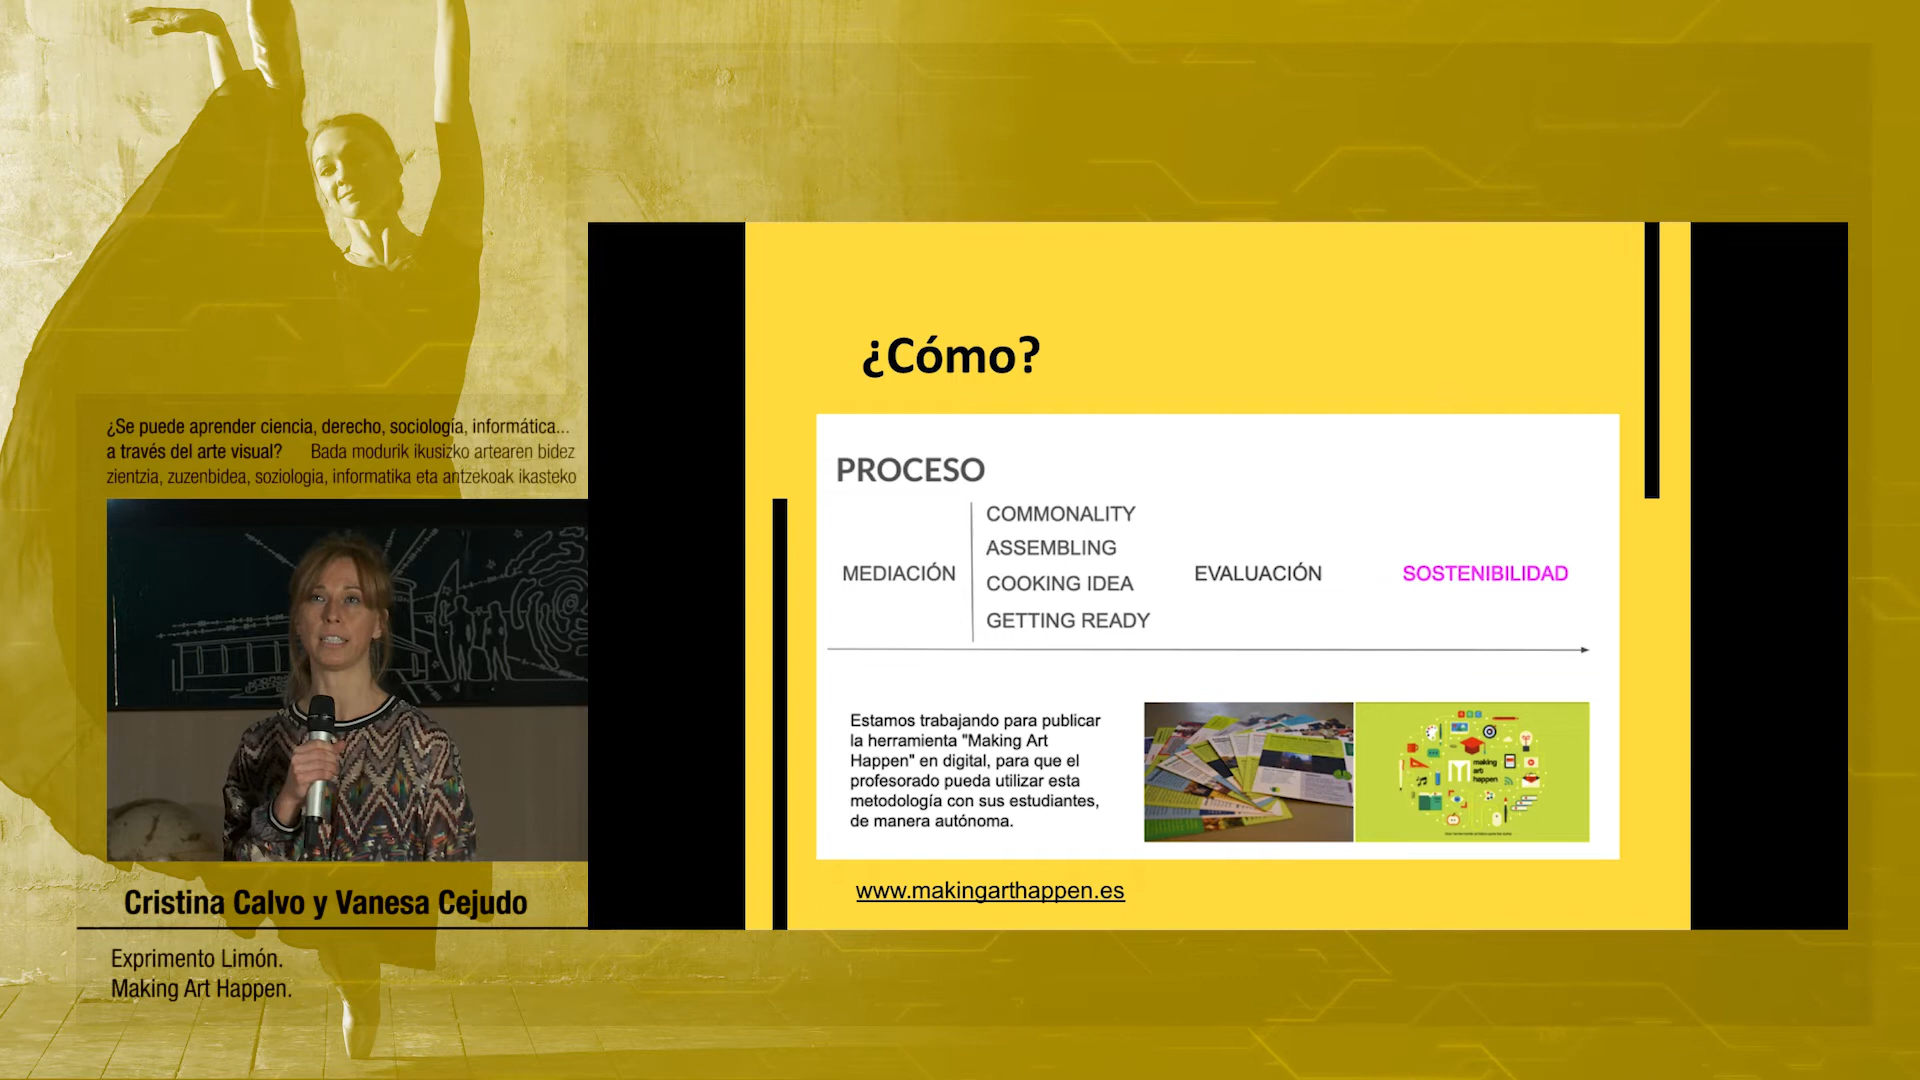 ¿Se puede aprender ciencia, derecho, sociología, informática...
a través del arte visual? Bada modurik ikusizko artearen bidez
zientzia, zuzenbidea, soziologia, informatika eta antzekoak ikasteko
Cristina Calvo y Vanesa Cejudo
Exprimento Limón.
Making Art Happen.
¿Cómo?
PROCESO
MEDIACIÓN
COMMONALITY
ASSEMBLING
COOKING IDEA
GETTING READY
EVALUACIÓN
SOSTENIBILIDAD
Estamos trabajando para publicar
la herramienta "Making Art
Happen" en digital, para que el
profesorado pueda utilizar esta
metodología con sus estudiantes,
de manera autónoma.
making
art
happen
www.makingarthappen.es